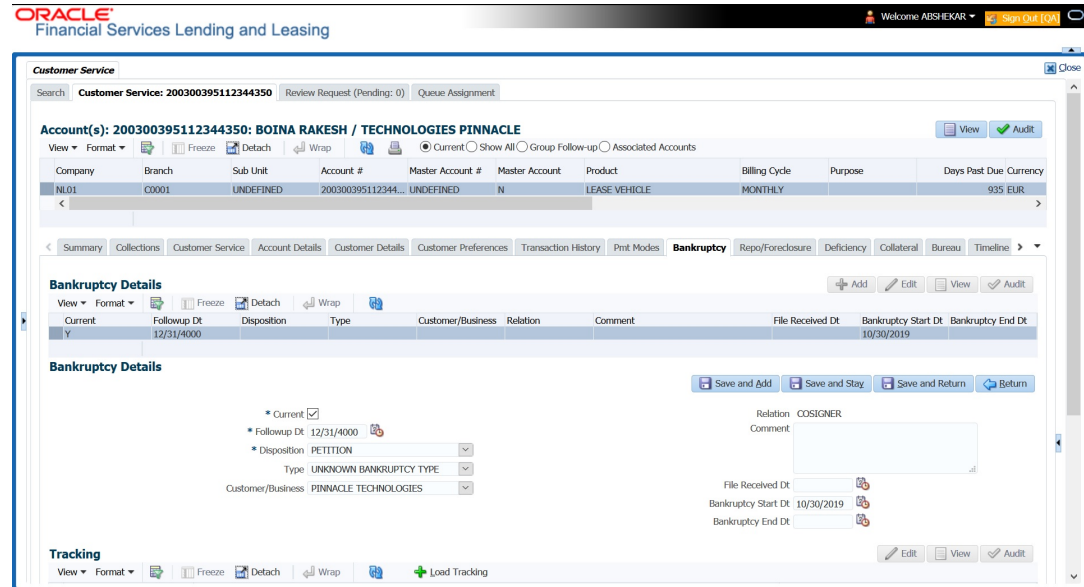 ORACLE®
Financial Services Lending and Leasing
Welcome ABSHEKAR Sign Out [QA]
Customer Service Close
Search Customer Service: 200300395112344350 Review Request (Pending: 0) Queue Assignment
Account(s): 200300395112344350: BOINA RAKESH / TECHNOLOGIES PINNACLE View Audit
View Format Freeze Detach Wrap Current Show All Group Follow-up Associated Accounts
Company Branch Sub Unit Account # Master Account # Master Account Product Billing Cycle Purpose Days Past Due Currency
NL01 C0001 UNDEFINED 200300395112344... UNDEFINED N LEASE VEHICLE MONTHLY 935 EUR
Summary Collections Customer Service Account Details Customer Details Customer Preferences Transaction History Pmt Modes Bankruptcy Repo/Foreclosure Deficiency Collateral Bureau Timeline
Bankruptcy Details Add Edit View Audit
View Format Freeze Detach Wrap
Current Followup Dt Disposition Type Customer/Business Relation Comment File Received Dt Bankruptcy Start Dt Bankruptcy End Dt
Y 12/31/4000 10/30/2019
Bankruptcy Details
Save and Add Save and Stay Save and Return Return
* Current Relation COSIGNER
* Followup Dt 12/31/4000 Comment
* Disposition PETITION
Type UNKNOWN BANKRUPTCY TYPE
Customer/Business PINNACLE TECHNOLOGIES File Received Dt
Bankruptcy Start Dt 10/30/2019
Bankruptcy End Dt
Tracking Edit View Audit
View Format Freeze Detach Wrap Load Tracking